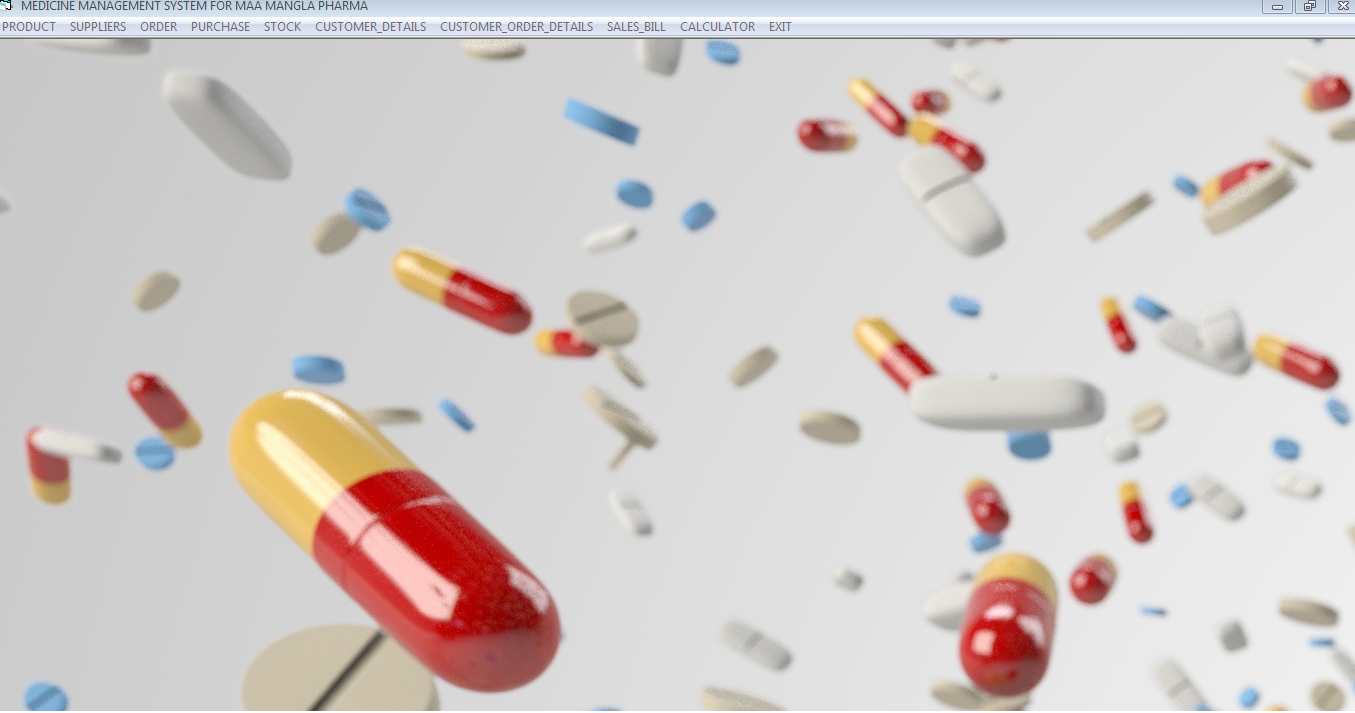 MEDICINE MANAGEMENT SYSTEM FOR MAA MANGLA PHARMA
PRODUCT SUPPLIERS ORDER PURCHASE STOCK CUSTOMER_DETAILS CUSTOMER_ORDER_DETAILS SALES_BILL CALCULATOR EXIT